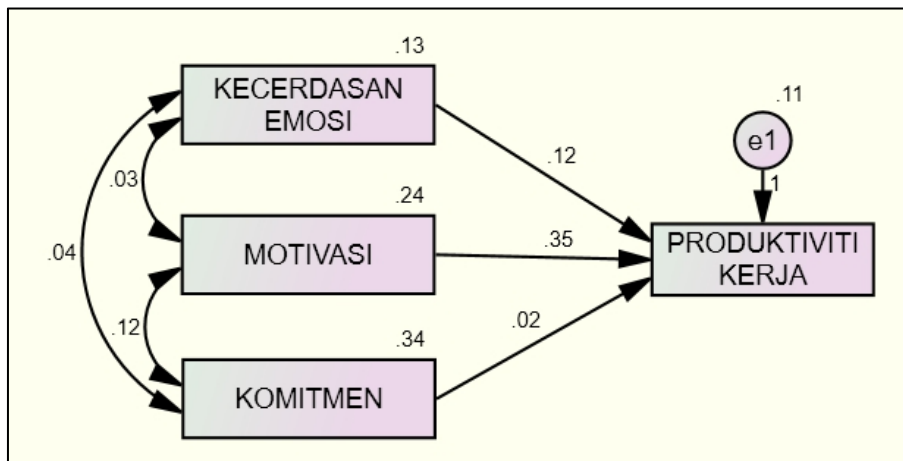 .13
KECERDASAN
EMOSI
.11
e1
.12
1
.03
.24
MOTIVASI
.35
PRODUKTIVITI
KERJA
.04
.12
.02
.34
KOMITMEN